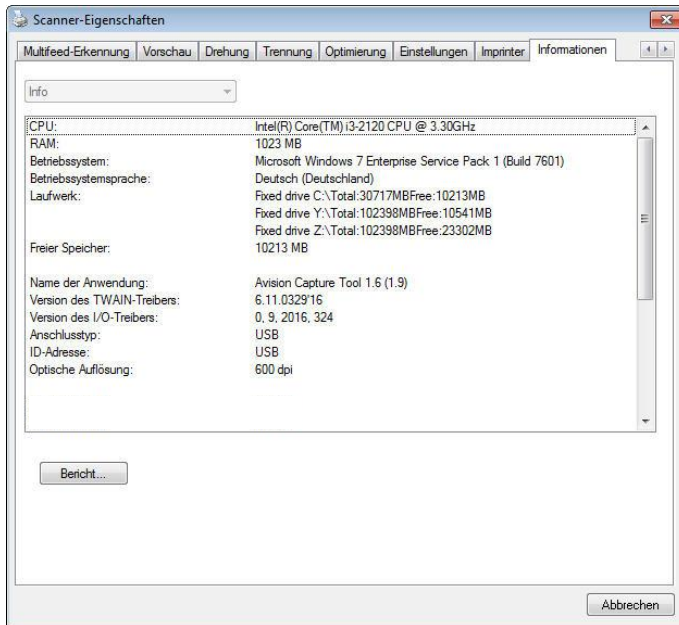 Scanner-Eigenschaften
Multifeed-Erkennung Vorschau Drehung Trennung Optimierung Einstellungen Imprinter Informationen
Info
CPU: Intel(R) Core(TM) i3-2120 CPU @ 3.30GHz
RAM: 1023 MB
Betriebssystem: Microsoft Windows 7 Enterprise Service Pack 1 (Build 7601)
Betriebssystemsprache: Deutsch (Deutschland)
Laufwerk: Fixed drive C:\Total:30717MBFree:10213MB
Fixed drive Y:\Total:102398MBFree:10541MB
Fixed drive Z:\Total:102398MBFree:23302MB
Freier Speicher: 10213 MB
Name der Anwendung: Avision Capture Tool 1.6 (1.9)
Version des TWAIN-Treibers: 6.11.0329'16
Version des I/O-Treibers: 0, 9, 2016, 324
Anschlusstyp: USB
ID-Adresse: USB
Optische Auflösung: 600 dpi
Bericht...
Abbrechen